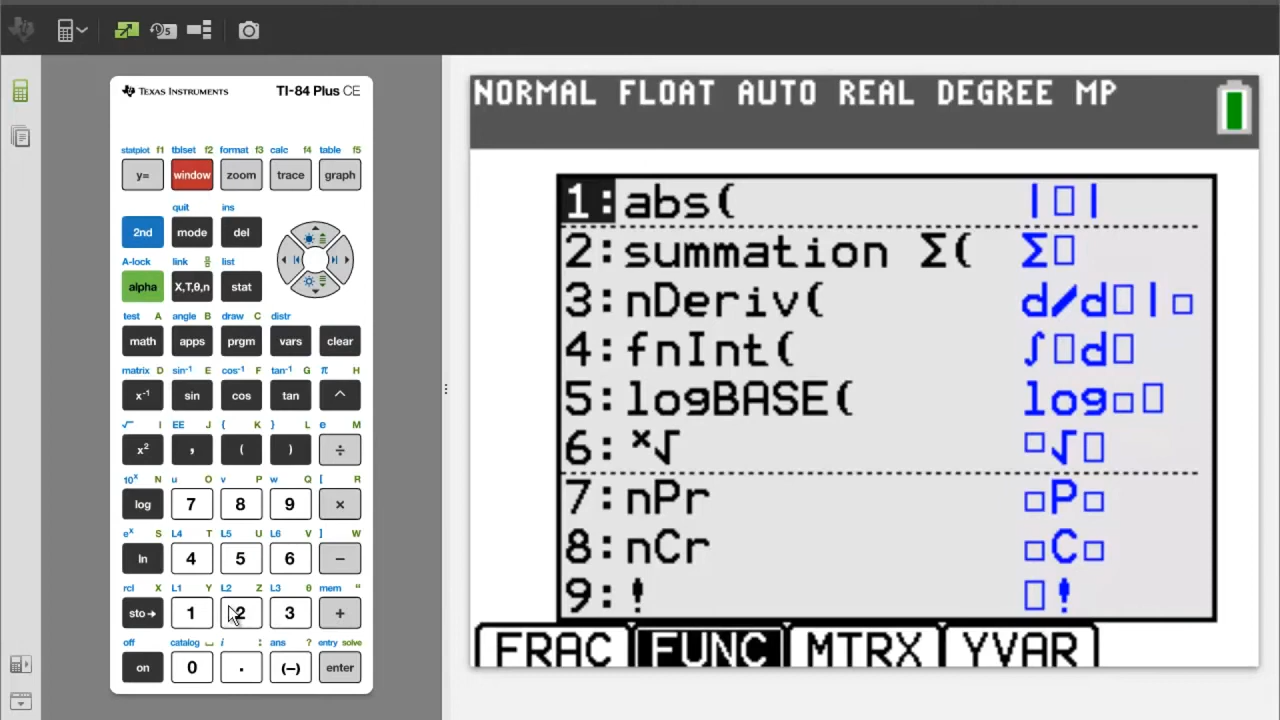 TEXAS INSTRUMENTS TI-84 Plus CE
statplot f1 tblset f2 format f3 calc f4 table f5
y= window zoom trace graph
quit ins
2nd mode del
A-lock link list
alpha X,T,θ,n stat
test A angle B draw C distr
math apps prgm vars clear
matrix D sin⁻¹ E cos⁻¹ F tan⁻¹ G π H
x⁻¹ sin cos tan ^
√ I EE J { K } L e M
x² , ( ) ÷
10ˣ N u O v P w Q [ R
log 7 8 9 ×
eˣ S L4 T L5 U L6 V ] W
ln 4 5 6 −
rcl X L1 Y L2 Z L3 θ mem "
sto→ 1 2 3 +
off catalog ⎵ i : ans ? entry solve
on 0 . (−) enter
NORMAL FLOAT AUTO REAL DEGREE MP
1:abs( |□|
2:summation Σ( Σ□
3:nDeriv( d/d□|□
4:fnInt( ∫□d□
5:logBASE( log□□
6:ˣ√ □√□
7:nPr □P□
8:nCr □C□
9:! □!
FRAC FUNC MTRX YVAR